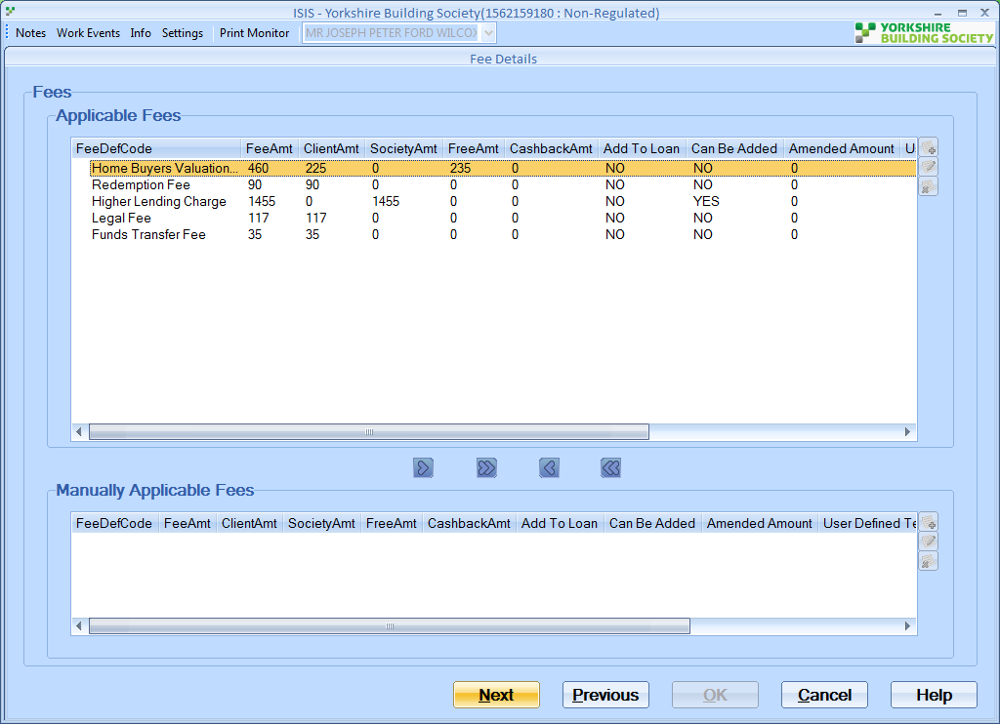 ISIS - Yorkshire Building Society(1562159180 : Non-Regulated)
Notes Work Events Info Settings Print Monitor MR JOSEPH PETER FORD WILCOX
YORKSHIRE
BUILDING SOCIETY
Fee Details
Fees
Applicable Fees
FeeDefCode FeeAmt ClientAmt SocietyAmt FreeAmt CashbackAmt Add To Loan Can Be Added Amended Amount U
Home Buyers Valuation... 460 225 0 235 0 NO NO 0
Redemption Fee 90 90 0 0 0 NO NO 0
Higher Lending Charge 1455 0 1455 0 0 NO YES 0
Legal Fee 117 117 0 0 0 NO NO 0
Funds Transfer Fee 35 35 0 0 0 NO NO 0
Manually Applicable Fees
FeeDefCode FeeAmt ClientAmt SocietyAmt FreeAmt CashbackAmt Add To Loan Can Be Added Amended Amount User Defined Te
Next Previous OK Cancel Help